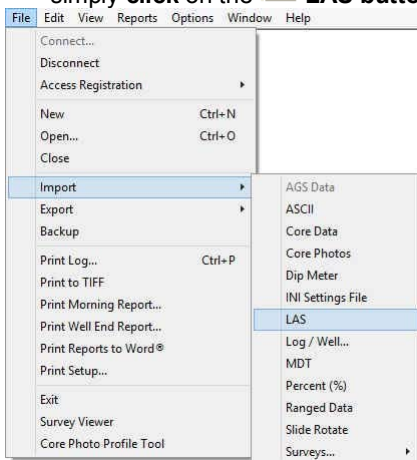 simply click on the LAS butto
File Edit View Reports Options Window Help
Connect...
Disconnect
Access Registration
New Ctrl+N
Open... Ctrl+O
Close
Import
Export
Backup
Print Log... Ctrl+P
Print to TIFF
Print Morning Report...
Print Well End Report...
Print Reports to Word®
Print Setup...
Exit
Survey Viewer
Core Photo Profile Tool
AGS Data
ASCII
Core Data
Core Photos
Dip Meter
INI Settings File
LAS
Log / Well...
MDT
Percent (%)
Ranged Data
Slide Rotate
Surveys...